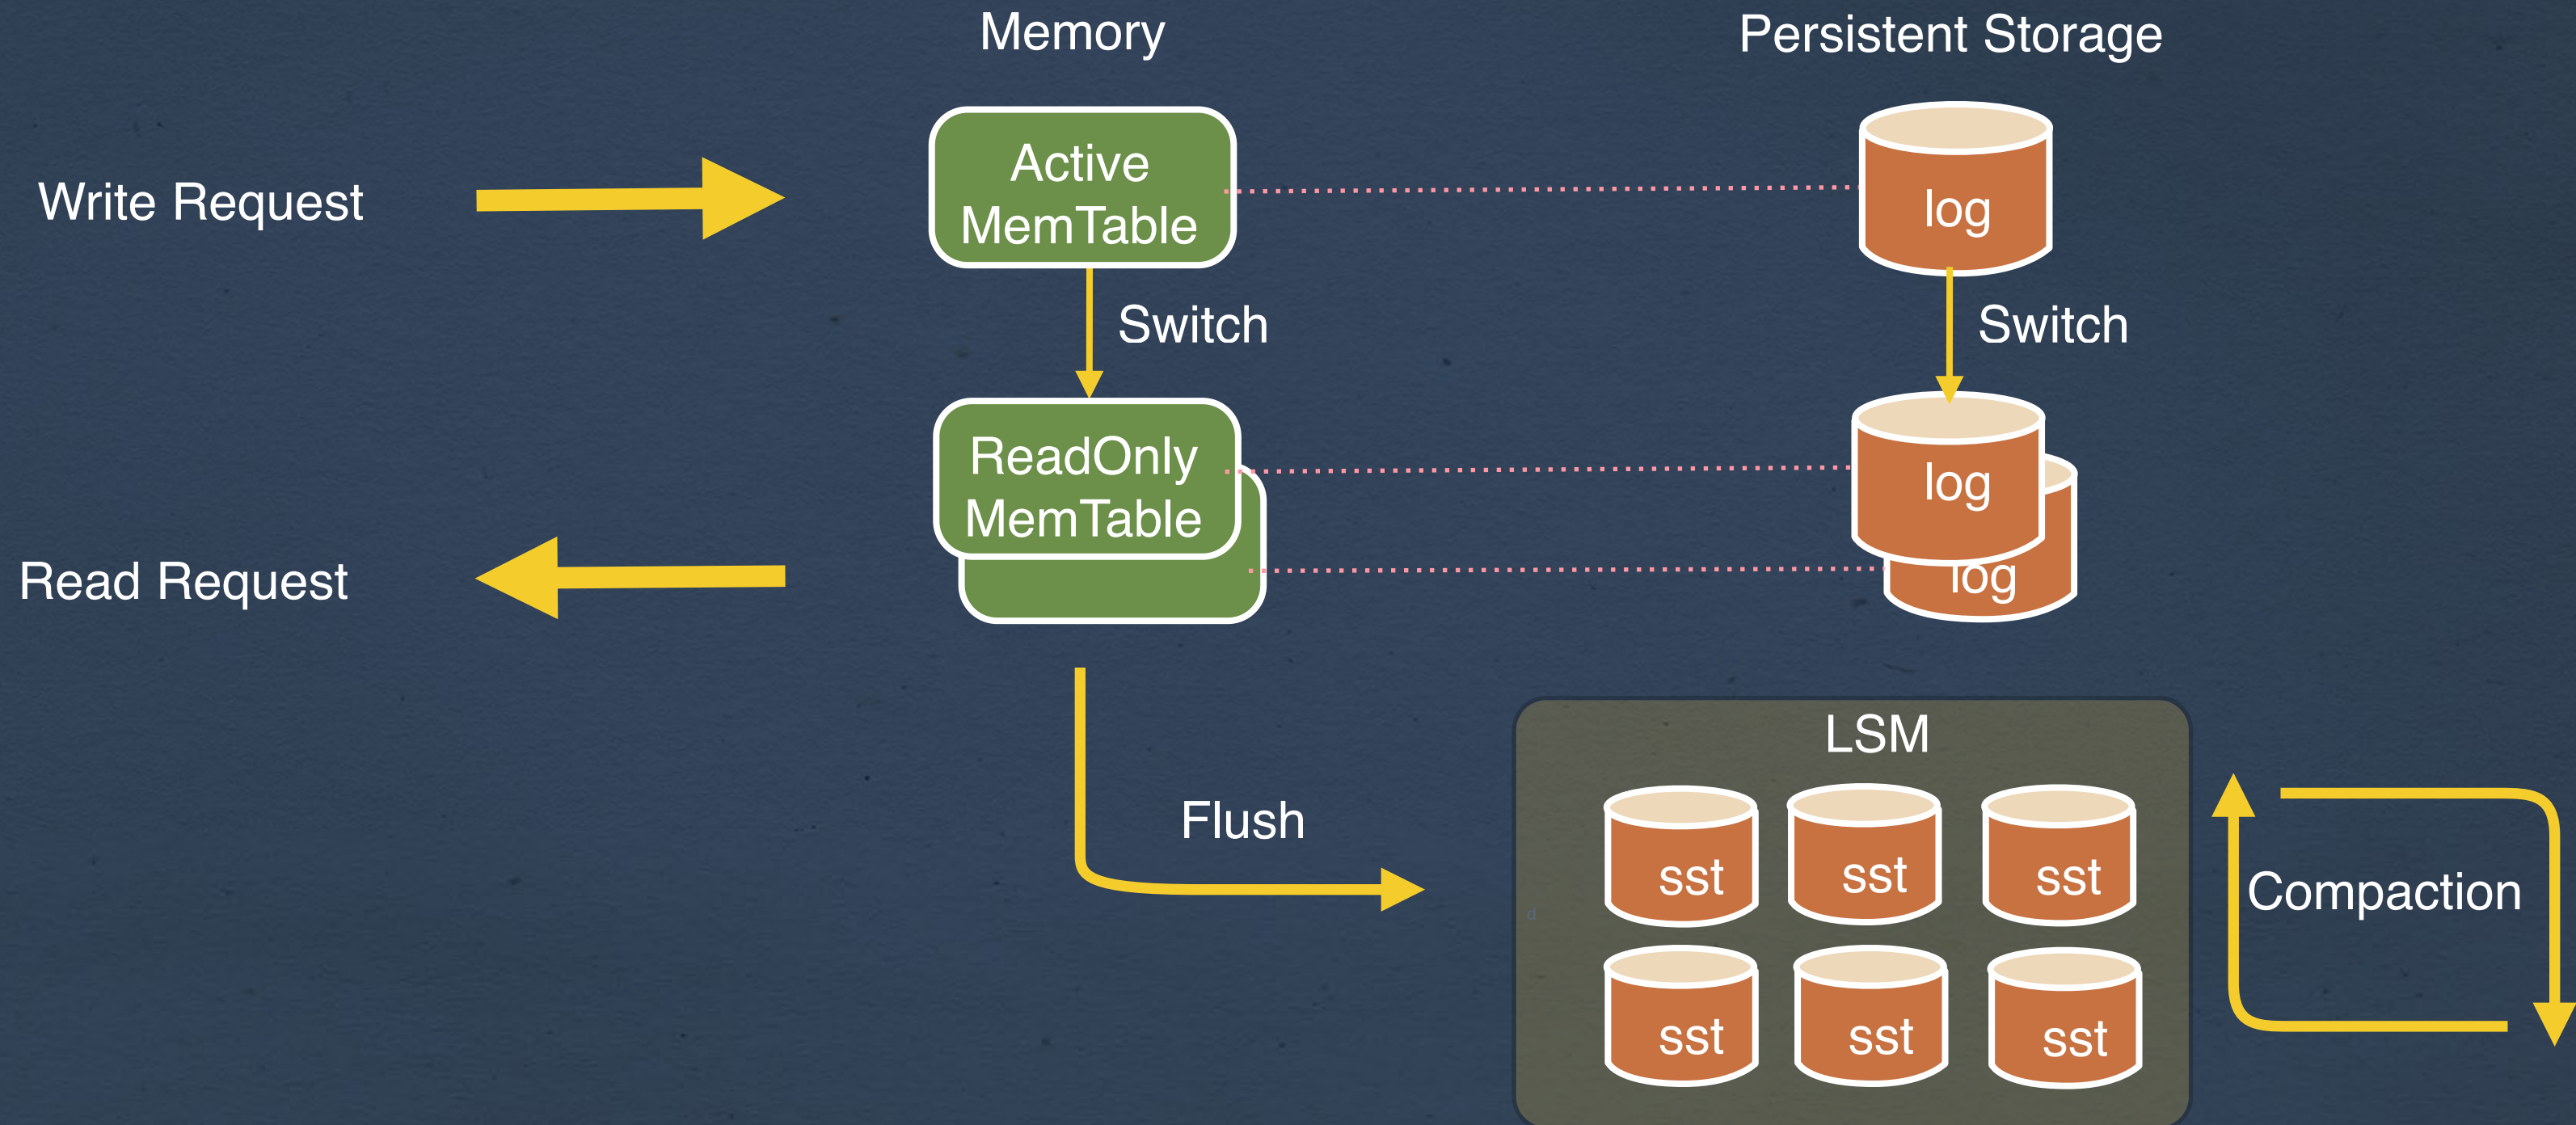 Memory
Persistent Storage
Write Request
Active
MemTable
log
Switch
Switch
ReadOnly
MemTable
log
log
Read Request
LSM
Flush
sst
sst
sst
Compaction
d
sst
sst
sst